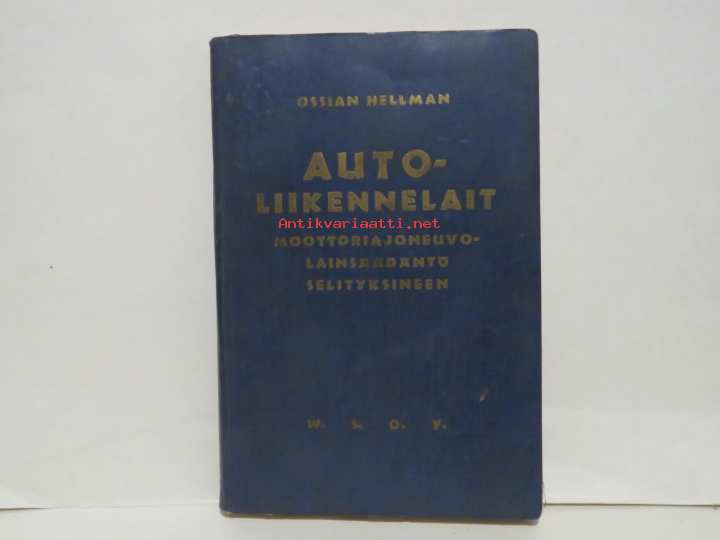 OSSIAN HELLMAN
AUTO-
LIIKENNELAIT
Antikvariaatti.net
MOOTTORIAJONEUVO-
LAINSÄÄDÄNTÖ
SELITYKSINEEN
W. S. O. Y.